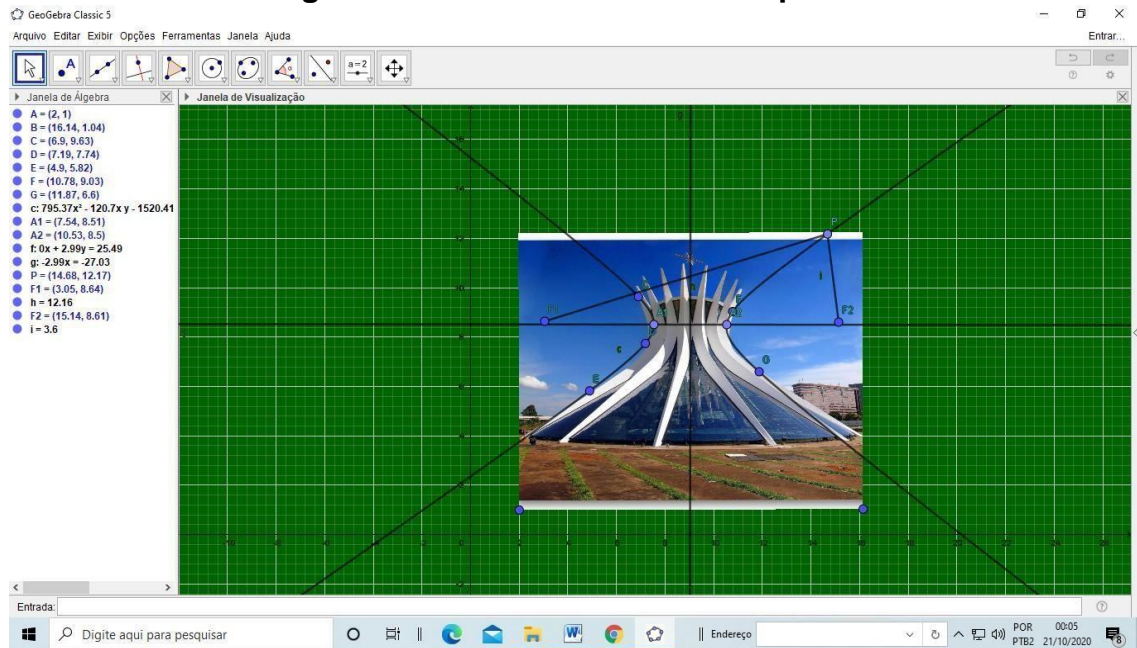 GeoGebra Classic 5
Arquivo Editar Exibir Opções Ferramentas Janela Ajuda
Entrar...
A
a=2
Janela de Álgebra
Janela de Visualização
A = (2, 1)
B = (16.14, 1.04)
C = (6.9, 9.63)
D = (7.19, 7.74)
E = (4.9, 5.82)
F = (10.78, 9.03)
G = (11.87, 6.6)
c: 795.37x² - 120.7x y - 1520.41
A1 = (7.54, 8.51)
A2 = (10.53, 8.5)
f: 0x + 2.99y = 25.49
g: -2.99x = -27.03
P = (14.68, 12.17)
F1 = (3.05, 8.64)
h = 12.16
F2 = (15.14, 8.61)
i = 3.6
P
i
F1
F2
A1
A2
c
E
G
Entrada:
Digite aqui para pesquisar
Endereço
POR
PTB2
00:05
21/10/2020
8